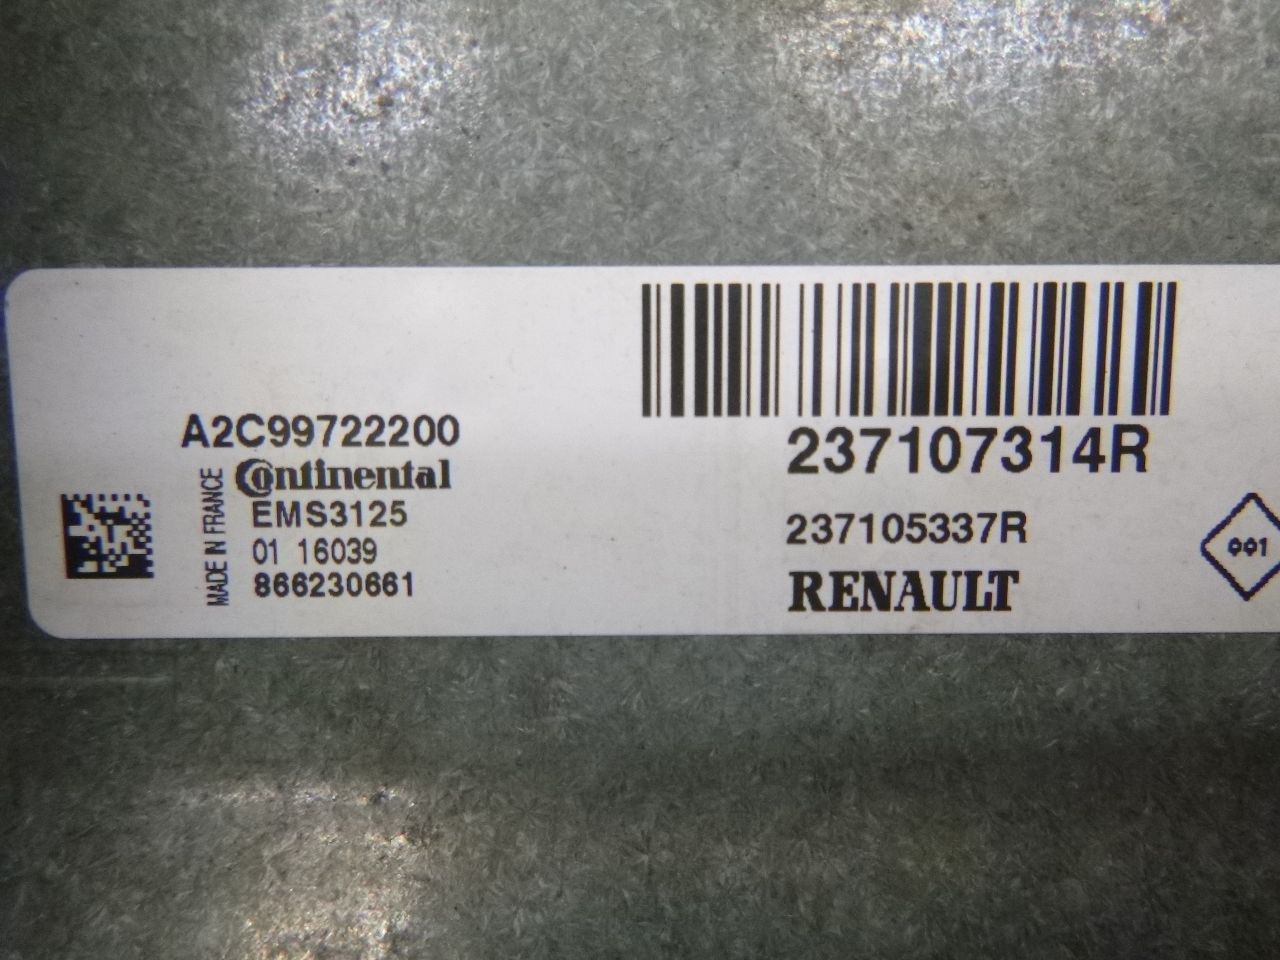 A2C99722200
Continental
EMS3125
01 16039
866230661
MADE IN FRANCE
237107314R
237105337R
RENAULT
001